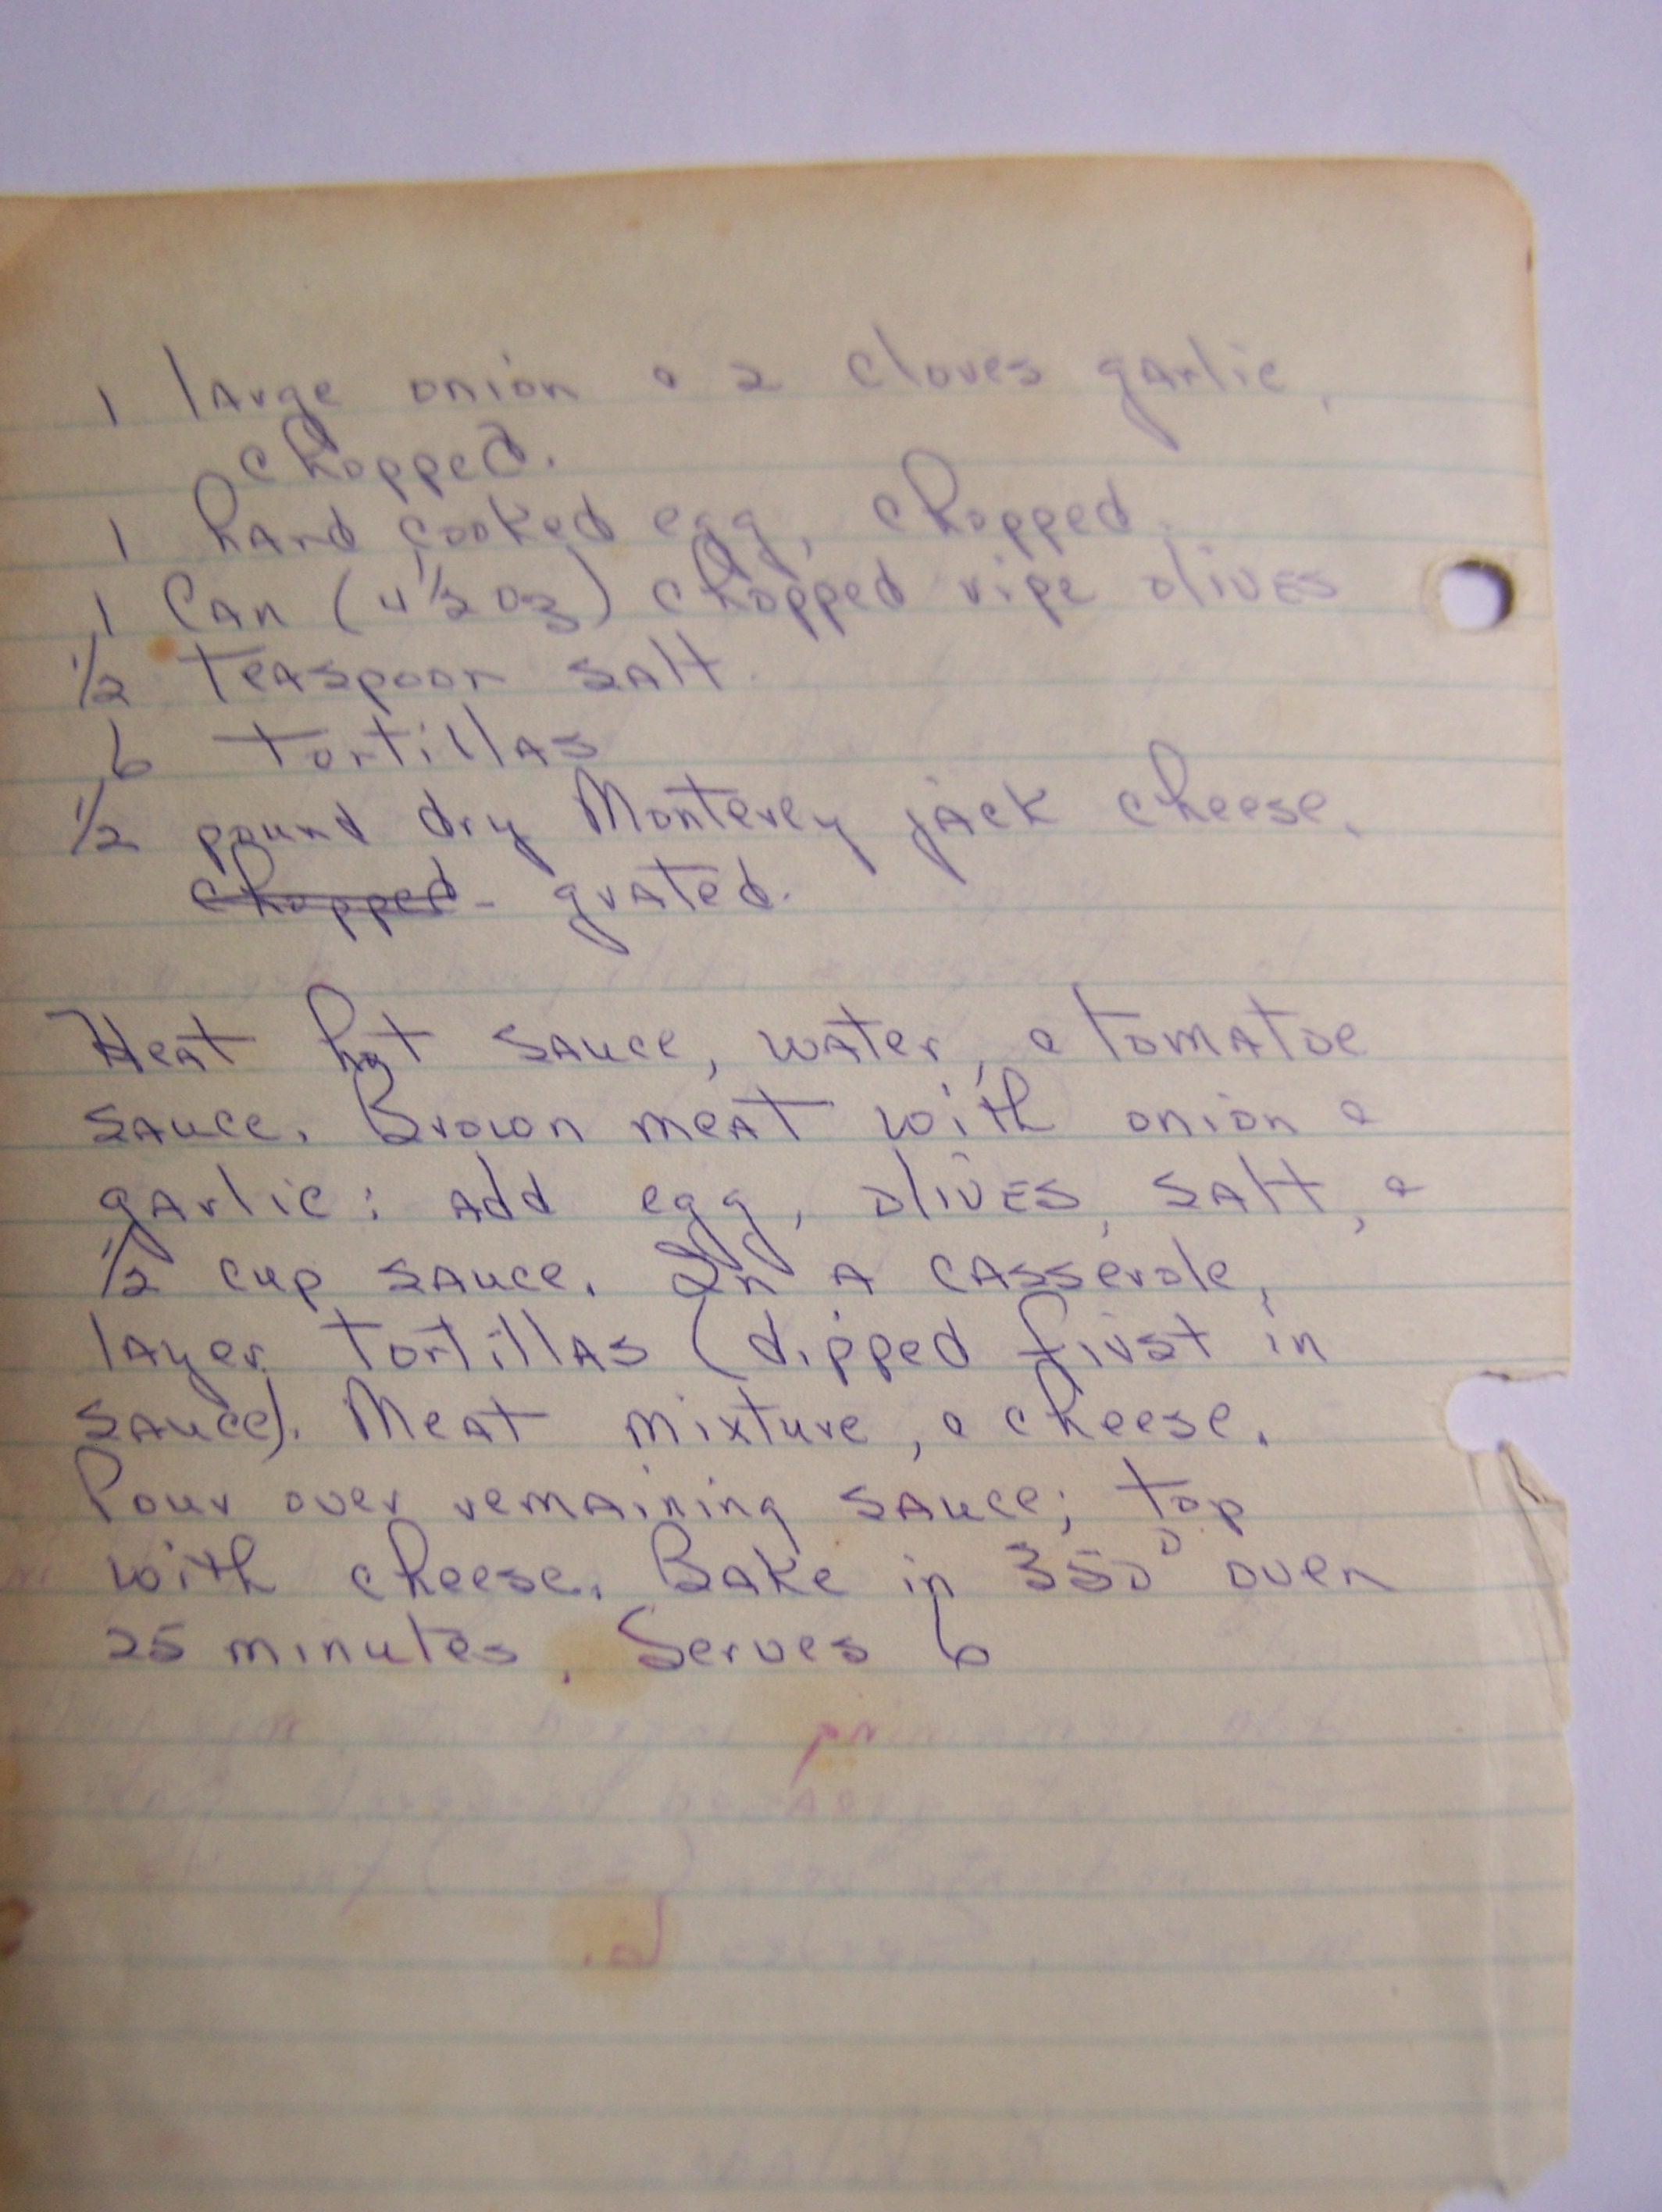 1 large onion & 2 cloves garlic,
chopped.
1 hard cooked egg, chopped.
1 Can (4 1/2 oz) chopped ripe olives
1/2 teaspoon salt.
6 tortillas
1/2 pound dry Monterey jack cheese,
chopped - grated.
Heat hot sauce, water, & tomatoe
sauce. Brown meat with onion &
garlic; add egg, olives, salt, &
1/2 cup sauce. In a casserole,
layer tortillas (dipped first in
sauce). Meat mixture, & cheese.
Pour over remaining sauce; top
with cheese. Bake in 350° oven
25 minutes. Serves 6